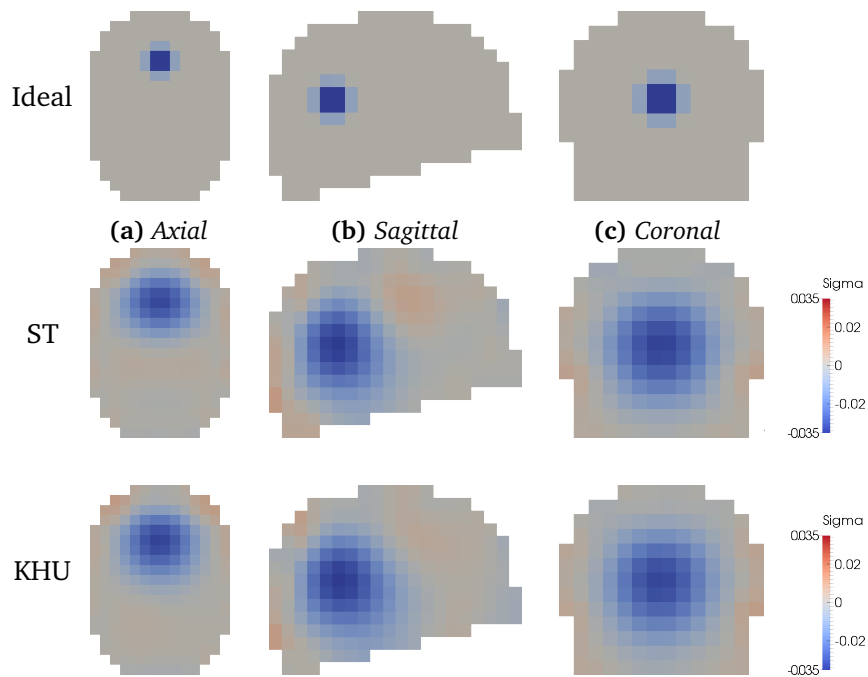 Ideal
(a) Axial
(b) Sagittal
(c) Coronal
ST
Sigma
0.035
0.02
0
-0.02
-0.035
KHU
Sigma
0.035
0.02
0
-0.02
-0.035